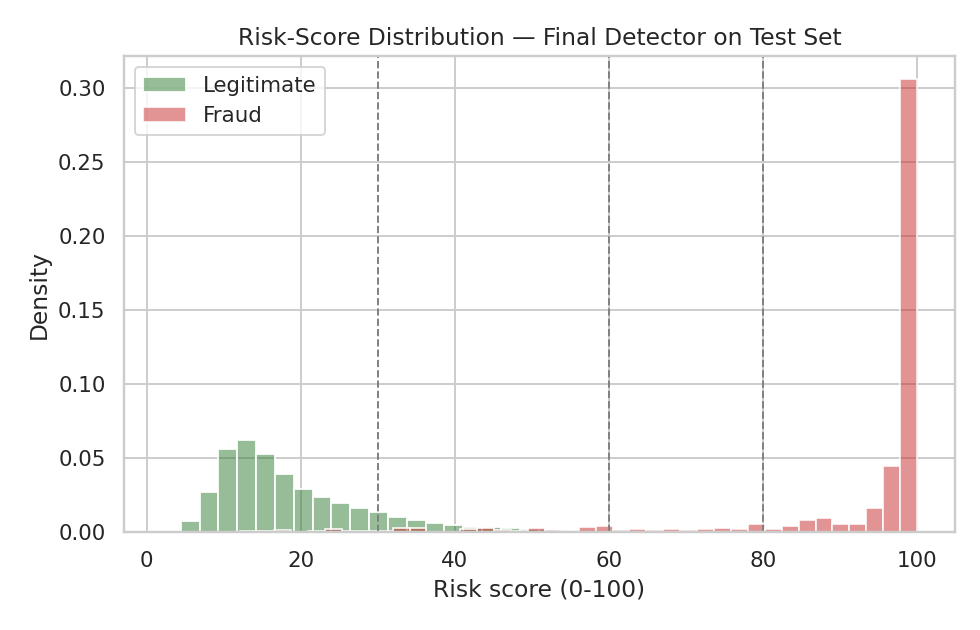 Risk-Score Distribution — Final Detector on Test Set
Legitimate
Fraud
Density
0.30
0.25
0.20
0.15
0.10
0.05
0.00
0 20 40 60 80 100
Risk score (0-100)